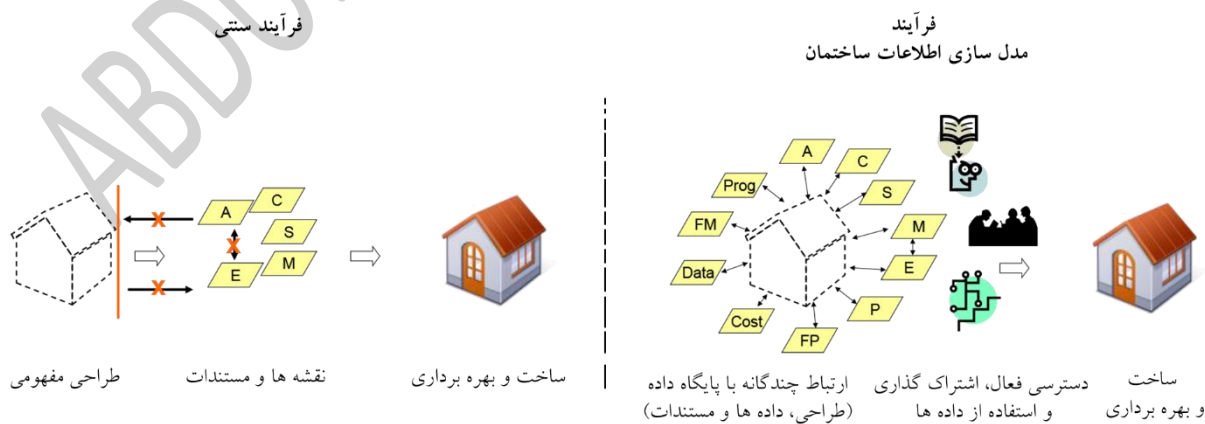 فرآیند
مدل سازی اطلاعات ساختمان
A
C
Prog
S
FM
M
Data
E
Cost
P
FP
ساخت
و بهره برداری
دسترسی فعال، اشتراک گذاری
و استفاده از داده ها
ارتباط چندگانه با پایگاه داده
(طراحی، داده ها و مستندات)
فرآیند سنتی
A
C
S
E
M
X
X
X
طراحی مفهومی
نقشه ها و مستندات
ساخت و بهره برداری